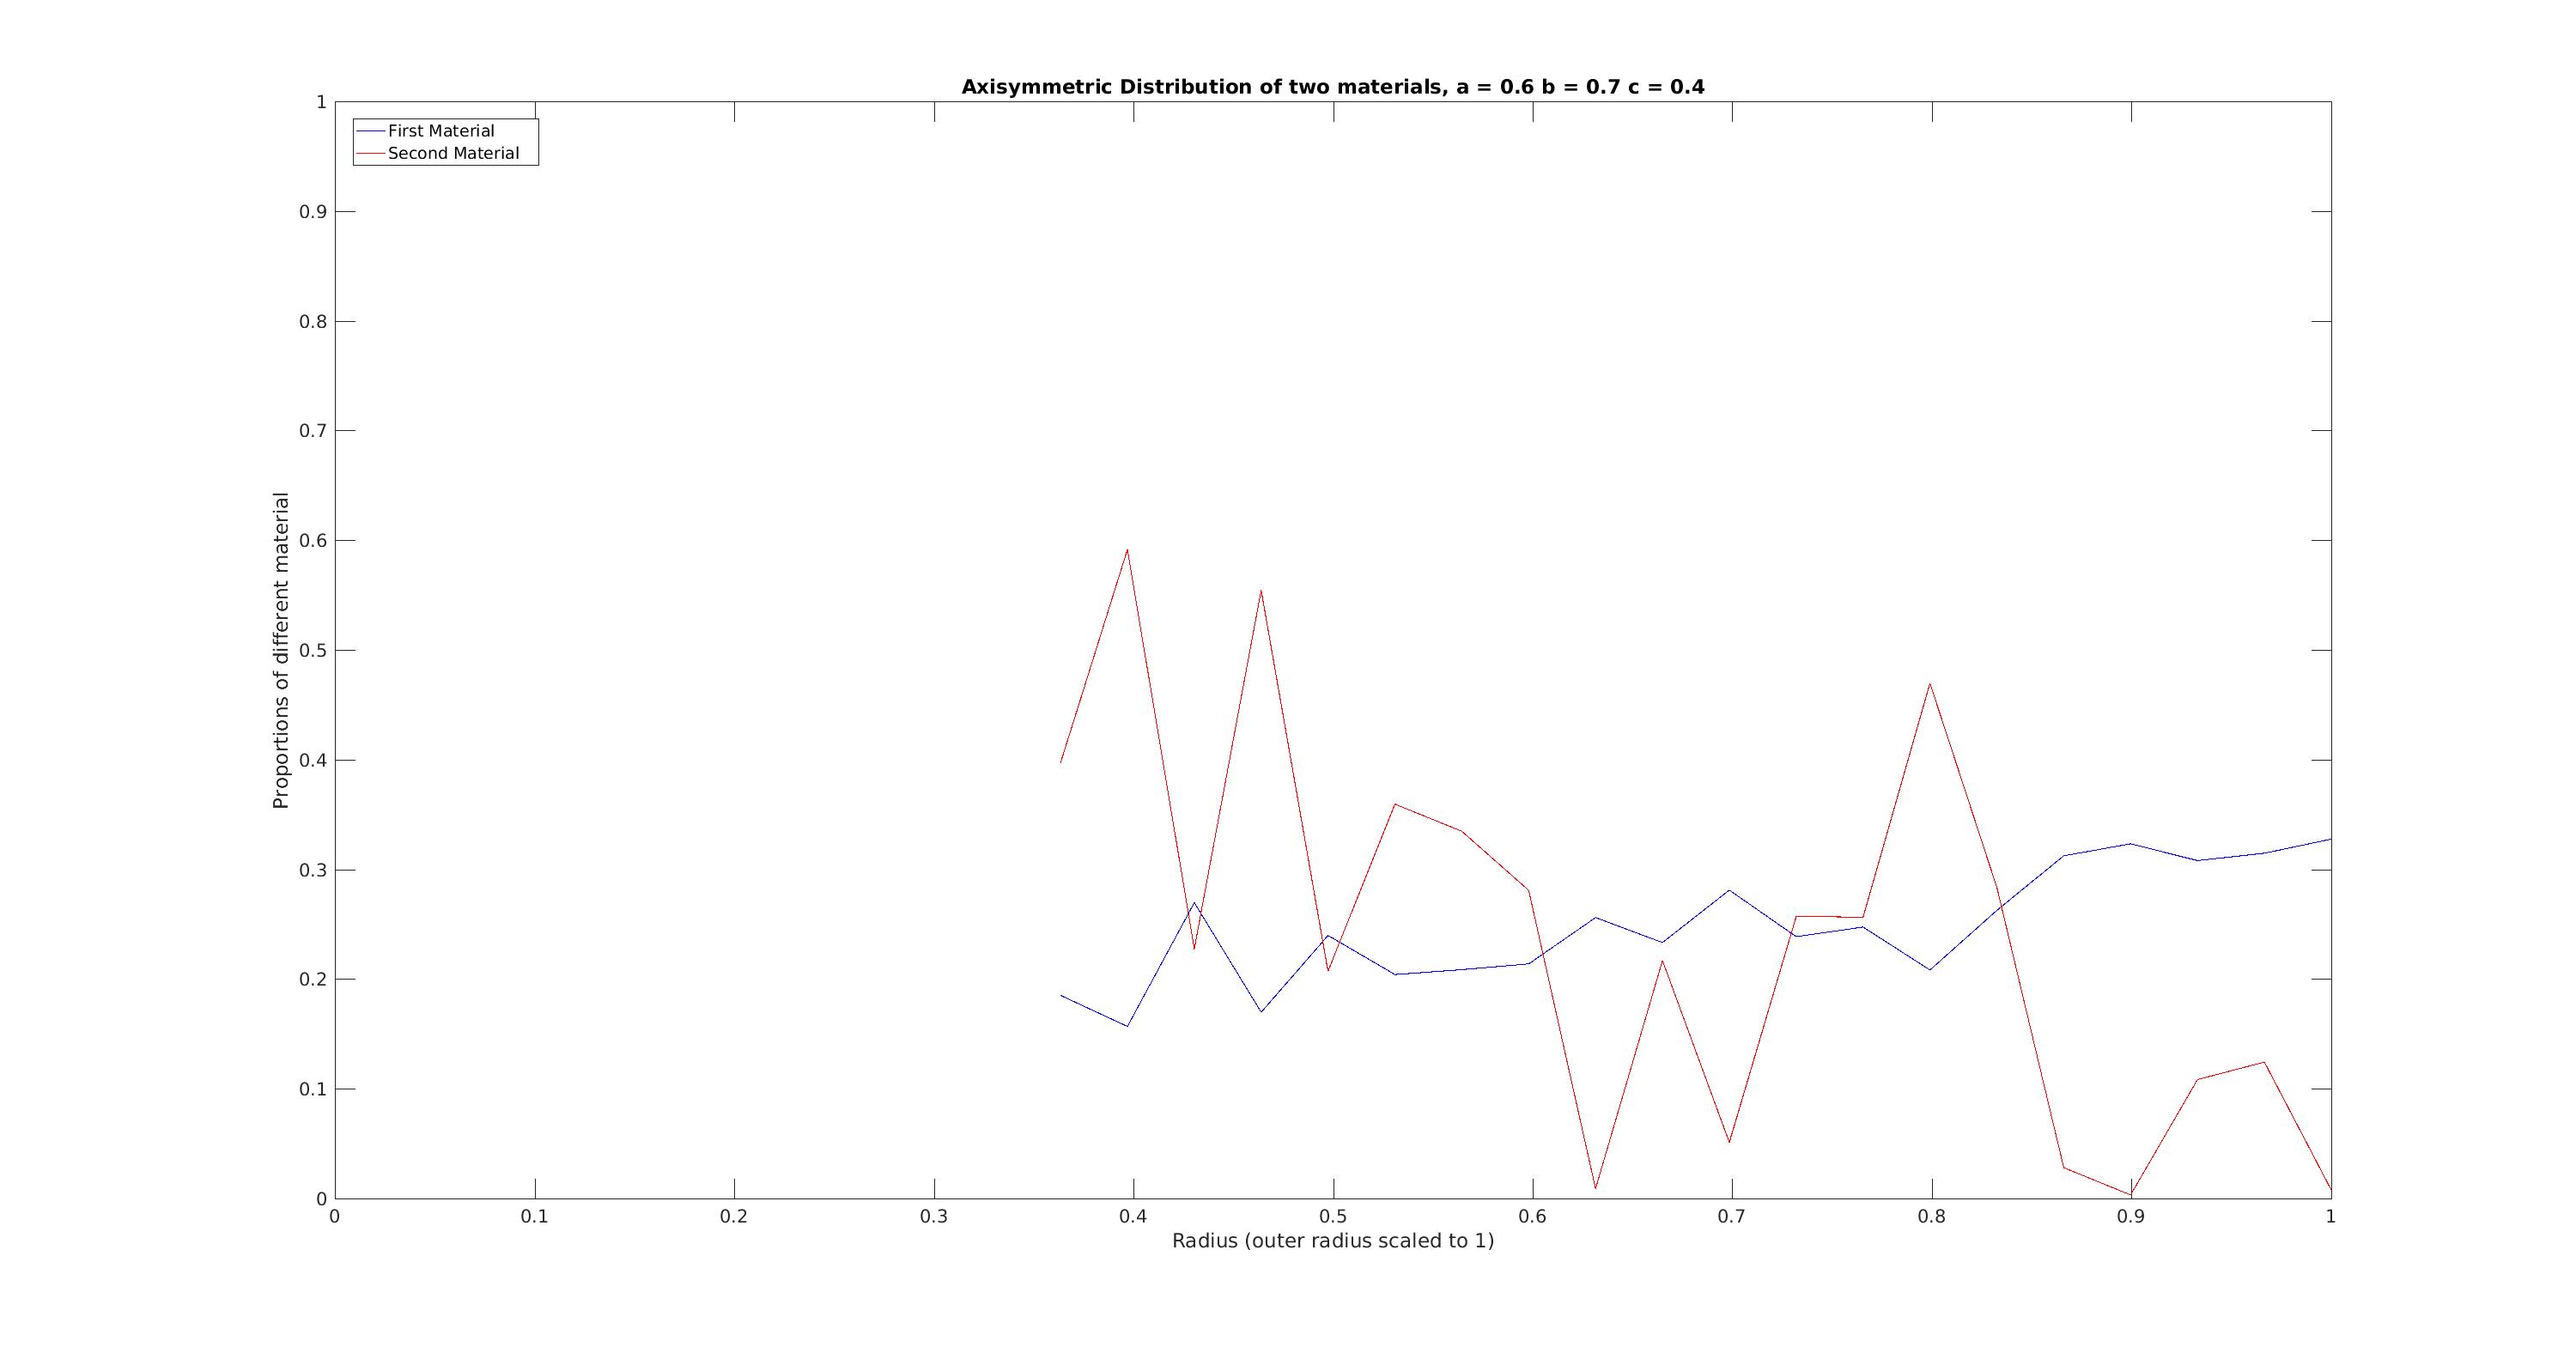 Axisymmetric Distribution of two materials, a = 0.6 b = 0.7 c = 0.4
1
First Material
Second Material
0.9
0.8
0.7
0.6
0.5
0.4
0.3
0.2
0.1
0
Proportions of different material
0 0.1 0.2 0.3 0.4 0.5 0.6 0.7 0.8 0.9 1
Radius (outer radius scaled to 1)